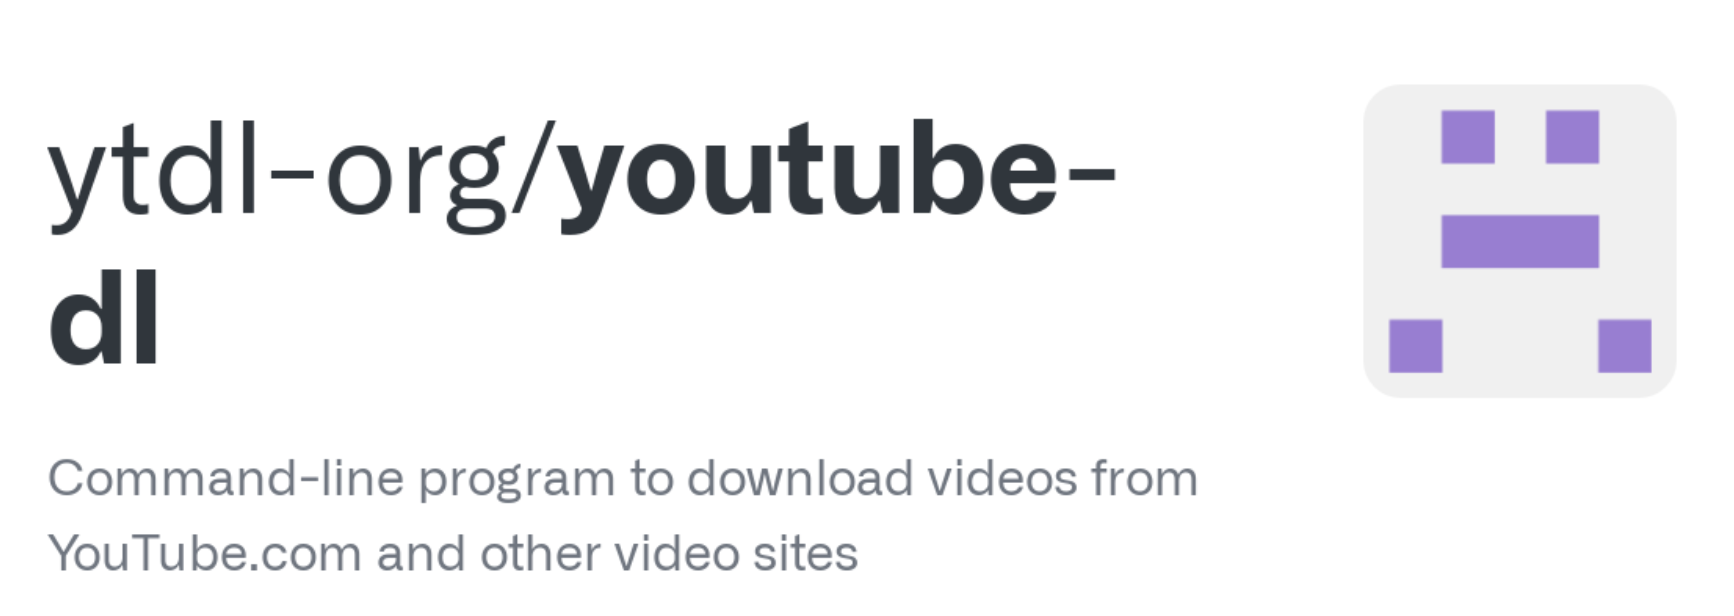 ytdl-org/youtube-
dl
Command-line program to download videos from
YouTube.com and other video sites